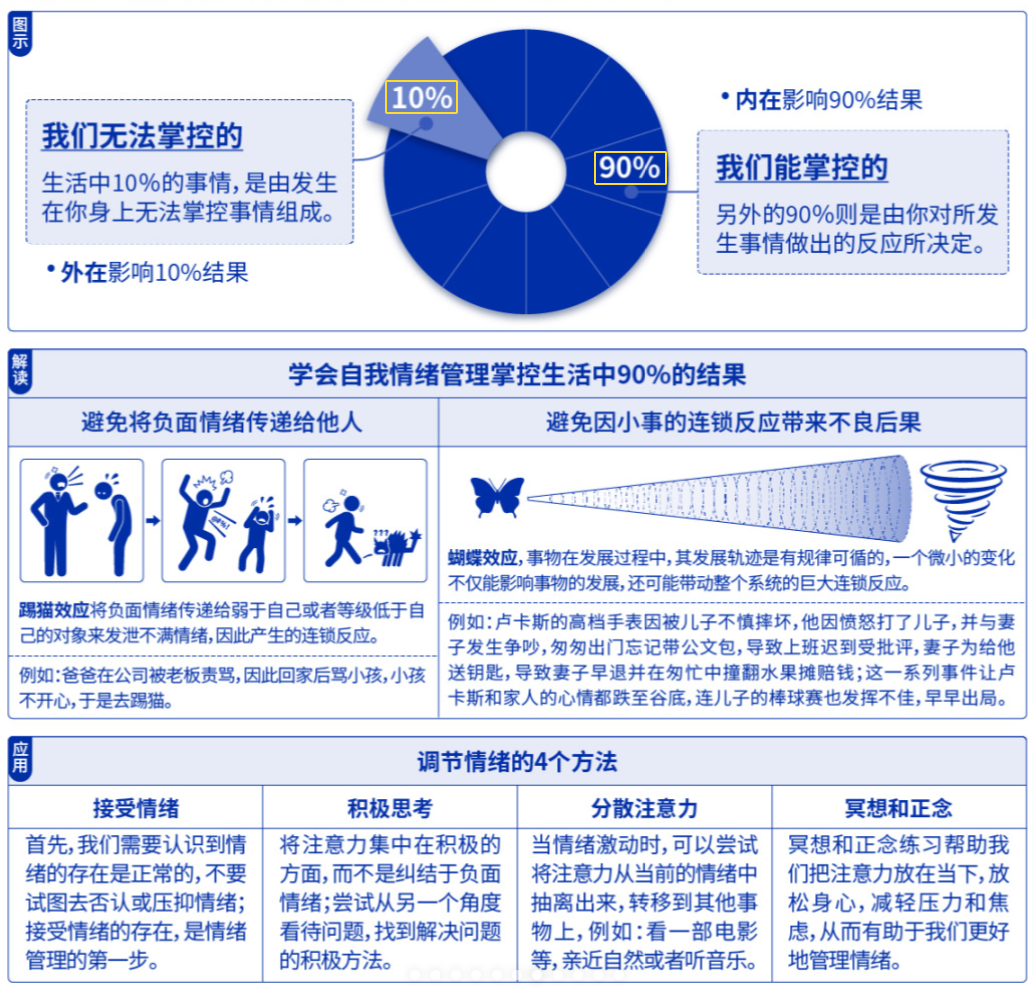 图示
10%
90%
我们无法掌控的
生活中10%的事情，是由发生
在你身上无法掌控事情组成。
• 外在影响10%结果
• 内在影响90%结果
我们能掌控的
另外的90%则是由你对所发
生事情做出的反应所决定。
解读
学会自我情绪管理掌控生活中90%的结果
避免将负面情绪传递给他人
???
踢猫效应将负面情绪传递给弱于自己或者等级低于自
己的对象来发泄不满情绪，因此产生的连锁反应。
例如：爸爸在公司被老板责骂，因此回家后骂小孩，小孩
不开心，于是去踢猫。
避免因小事的连锁反应带来不良后果
蝴蝶效应，事物在发展过程中，其发展轨迹是有规律可循的，一个微小的变化
不仅能影响事物的发展，还可能带动整个系统的巨大连锁反应。
例如：卢卡斯的高档手表因被儿子不慎摔坏，他因愤怒打了儿子，并与妻
子发生争吵，匆匆出门忘记带公文包，导致上班迟到受批评，妻子为给他
送钥匙，导致妻子早退并在匆忙中撞翻水果摊赔钱；这一系列事件让卢
卡斯和家人的心情都跌至谷底，连儿子的棒球赛也发挥不佳，早早出局。
应用
调节情绪的4个方法
接受情绪
首先，我们需要认识到情
绪的存在是正常的，不要
试图去否认或压抑情绪；
接受情绪的存在，是情绪
管理的第一步。
积极思考
将注意力集中在积极的
方面，而不是纠结于负面
情绪；尝试从另一个角度
看待问题，找到解决问题
的积极方法。
分散注意力
当情绪激动时，可以尝试
将注意力从当前的情绪中
抽离出来，转移到其他事
物上，例如：看一部电影
等，亲近自然或者听音乐。
冥想和正念
冥想和正念练习帮助我
们把注意力放在当下，放
松身心，减轻压力和焦
虑，从而有助于我们更好
地管理情绪。